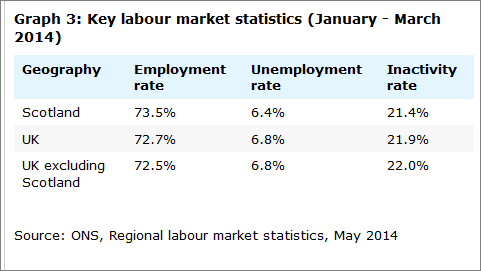 Graph 3: Key labour market statistics (January - March
2014)
Geography Employment rate Unemployment rate Inactivity rate
Scotland 73.5% 6.4% 21.4%
UK 72.7% 6.8% 21.9%
UK excluding Scotland 72.5% 6.8% 22.0%
Source: ONS, Regional labour market statistics, May 2014